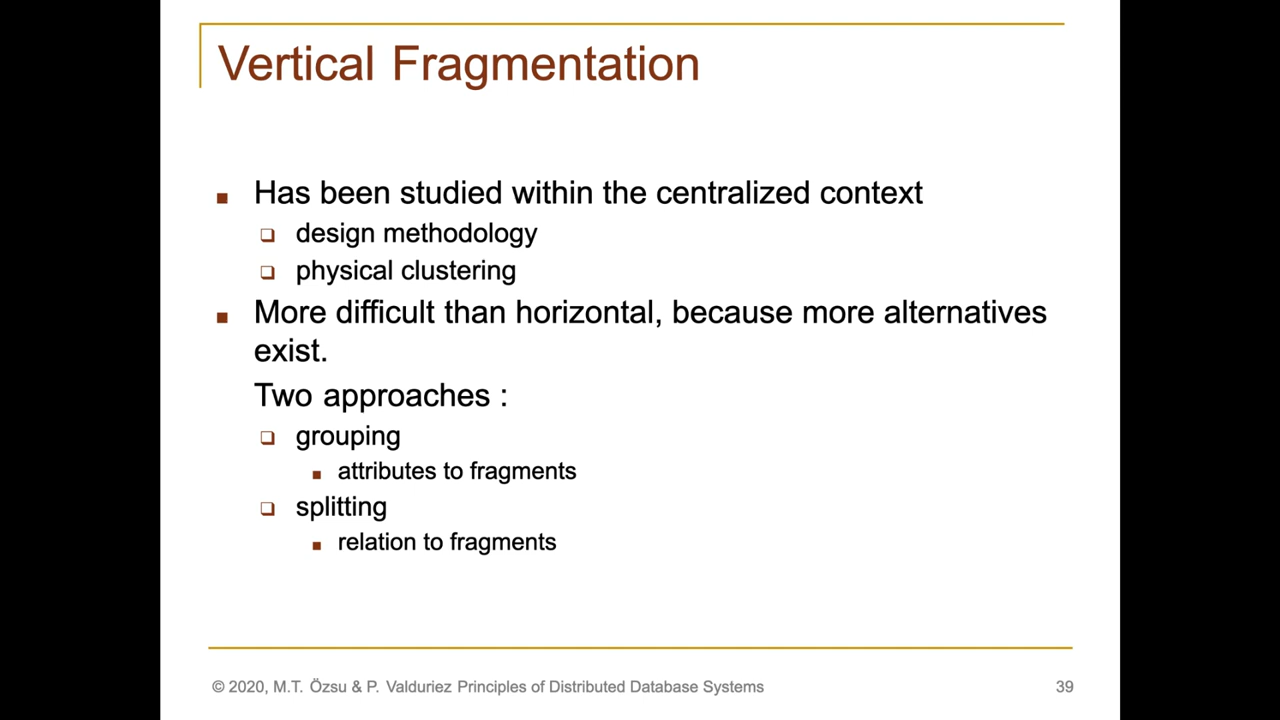 Vertical Fragmentation
Has been studied within the centralized context
design methodology
physical clustering
More difficult than horizontal, because more alternatives
exist.
Two approaches :
grouping
attributes to fragments
splitting
relation to fragments
© 2020, M.T. Özsu & P. Valduriez Principles of Distributed Database Systems
39